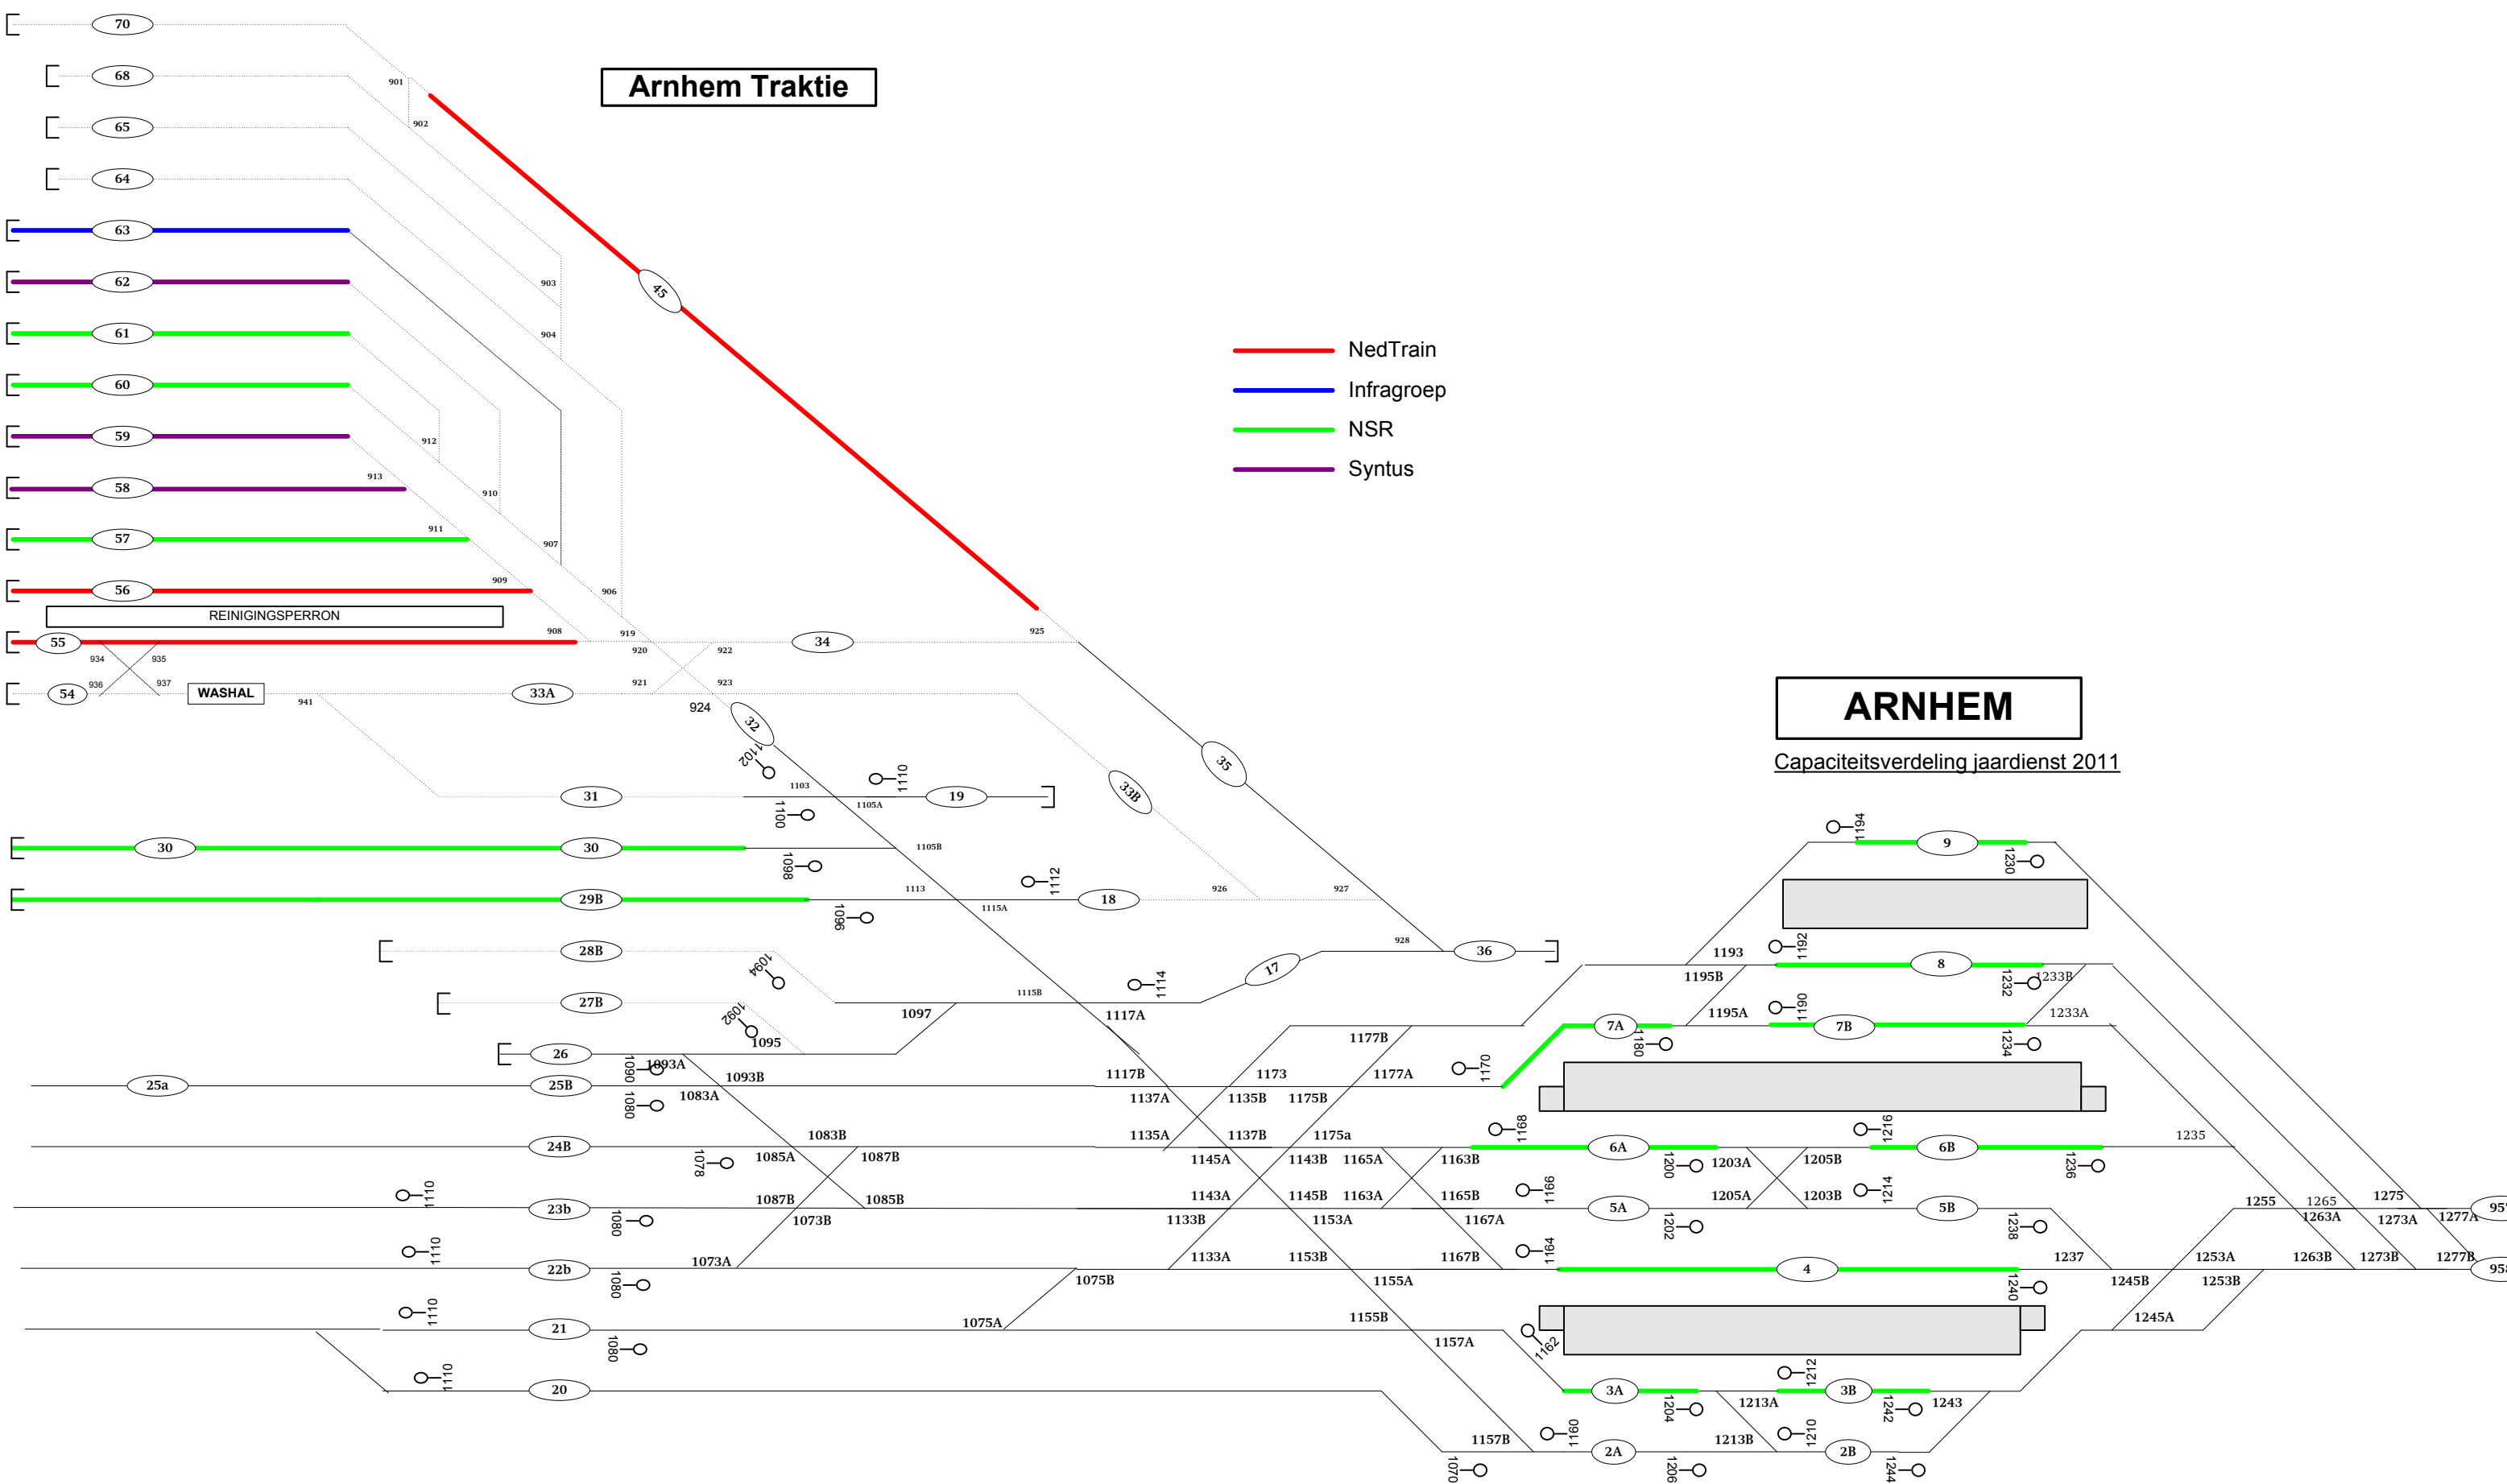 70
68
901
Arnhem Traktie
65
902
64
63
62
903
45
61
904
NedTrain
60
Infragroep
59
912
NSR
58
913
910
Syntus
57
911
907
56
909
906
REINIGINGSPERRON
55
908
919
34
925
934
935
920
922
54
936
937
WASHAL
941
33A
921
923
924
32
ARNHEM
Capaciteitsverdeling jaardienst 2011
35
1102
31
1103
1110
1105A
19
33B
1100
1194
9
30
30
1105B
1098
1112
1230
29B
1113
1115A
18
926
927
1096
28B
1094
928
36
1193
1192
8
17
1195B
1232
1233B
27B
1092
1115B
1114
1097
1117A
1190
7A
1195A
7B
1233A
26
1095
1177B
1180
1234
1090
1093A
1093B
1117B
1173
1177A
1170
25a
25B
1083A
1080
1137A
1135B
1175B
24B
1083B
1135A
1137B
1175a
1168
6A
1216
6B
1235
1078
1085A
1087B
1145A
1143B
1165A
1163B
1200
1203A
1205B
1236
1110
23b
1087B
1085B
1143A
1145B
1163A
1165B
1166
5A
1205A
1203B
1214
5B
1255
1265
1275
957
1080
1073B
1133B
1153A
1167A
1202
1238
1263A
1273A
1277A
1110
22b
1073A
1133A
1153B
1167B
1164
4
1237
1253A
1263B
1273B
1277B
958
1080
1075B
1155A
1240
1245B
1253B
1110
21
1075A
1155B
1245A
1080
1157A
1162
1110
20
1212
3A
1213A
3B
1243
1204
1242
1157B
1160
2A
1213B
1210
2B
1070
1206
1244